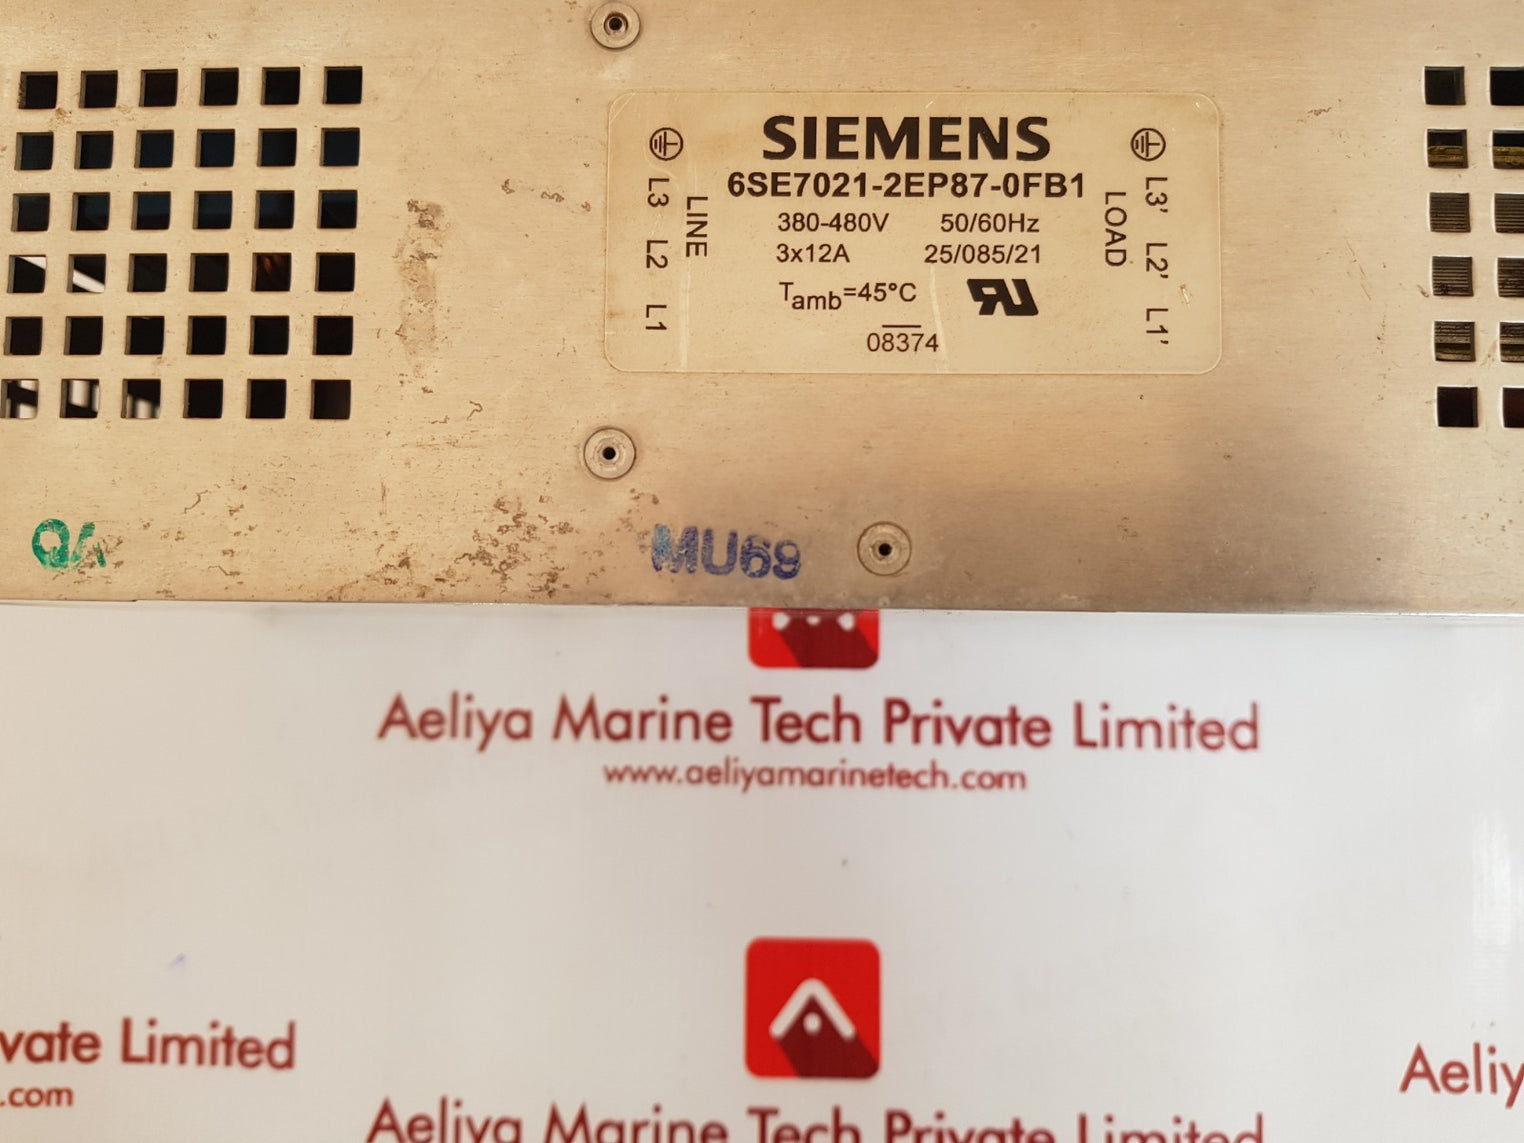 SIEMENS
6SE7021-2EP87-0FB1
380-480V 50/60Hz
3x12A 25/085/21
Tamb=45°C
08374
LINE
L3 L2 L1
LOAD
L3' L2' L1'
MU69
Aeliya Marine Tech Private Limited
www.aeliyamarinetech.com
vate Limited
.com
Aeliy
Aeliya Marine Tech Private Limited